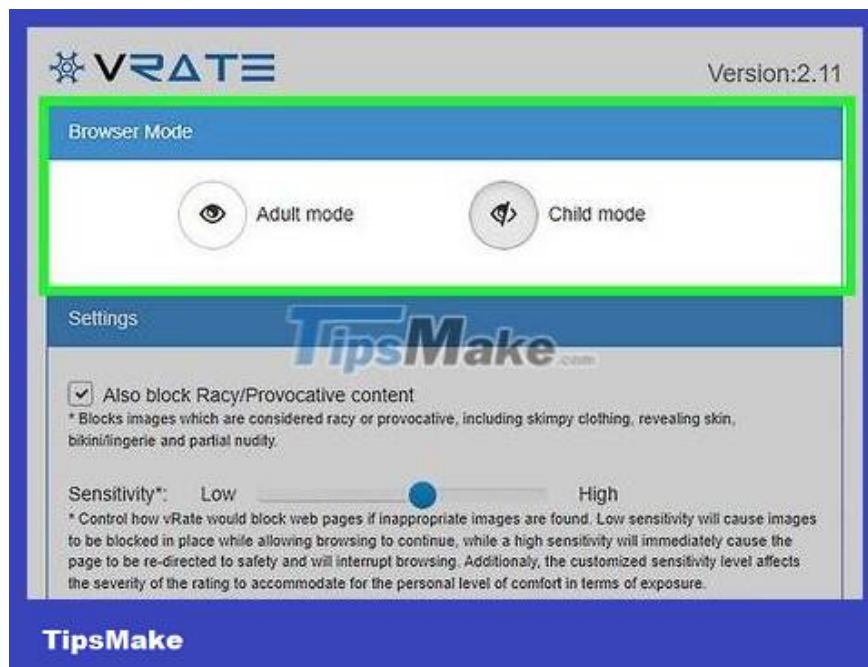 VRATE
Version:2.11
Browser Mode
Adult mode
Child mode
Settings
TipsMake.com
Also block Racy/Provocative content
* Blocks images which are considered racy or provocative, including skimpy clothing, revealing skin,
bikini/lingerie and partial nudity.
Sensitivity*: Low High
* Control how vRate would block web pages if inappropriate images are found. Low sensitivity will cause images
to be blocked in place while allowing browsing to continue, while a high sensitivity will immediately cause the
page to be re-directed to safety and will interrupt browsing. Additionaly, the customized sensitivity level affects
the severity of the rating to accommodate for the personal level of comfort in terms of exposure.
TipsMake